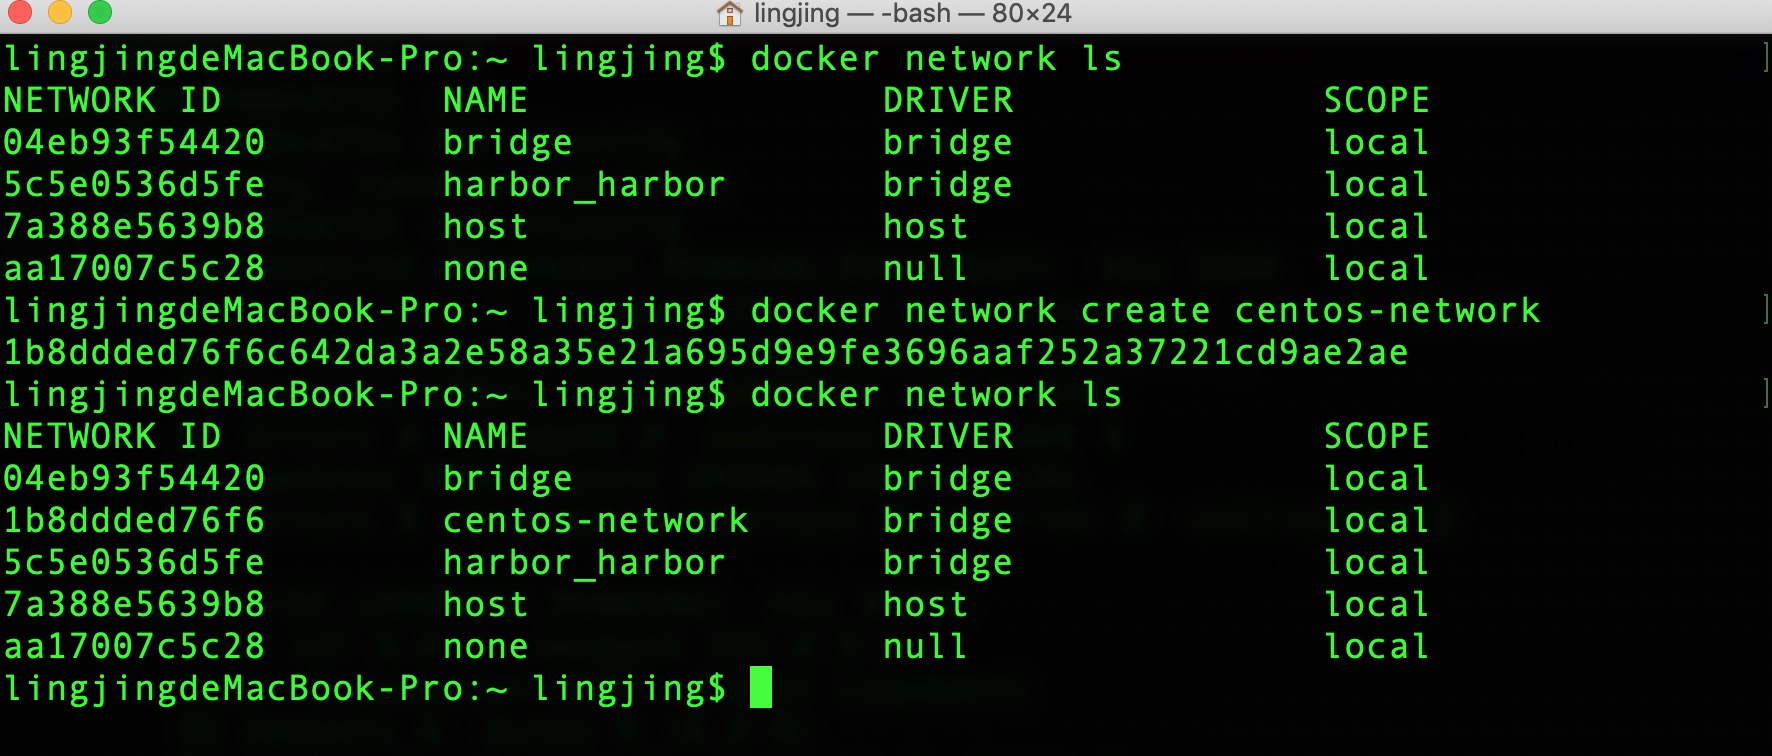 lingjing — -bash — 80×24
lingjingdeMacBook-Pro:~ lingjing$ docker network ls
NETWORK ID          NAME                DRIVER              SCOPE
04eb93f54420        bridge              bridge              local
5c5e0536d5fe        harbor_harbor       bridge              local
7a388e5639b8        host                host                local
aa17007c5c28        none                null                local
lingjingdeMacBook-Pro:~ lingjing$ docker network create centos-network
1b8ddded76f6c642da3a2e58a35e21a695d9e9fe3696aaf252a37221cd9ae2ae
lingjingdeMacBook-Pro:~ lingjing$ docker network ls
NETWORK ID          NAME                DRIVER              SCOPE
04eb93f54420        bridge              bridge              local
1b8ddded76f6        centos-network      bridge              local
5c5e0536d5fe        harbor_harbor       bridge              local
7a388e5639b8        host                host                local
aa17007c5c28        none                null                local
lingjingdeMacBook-Pro:~ lingjing$